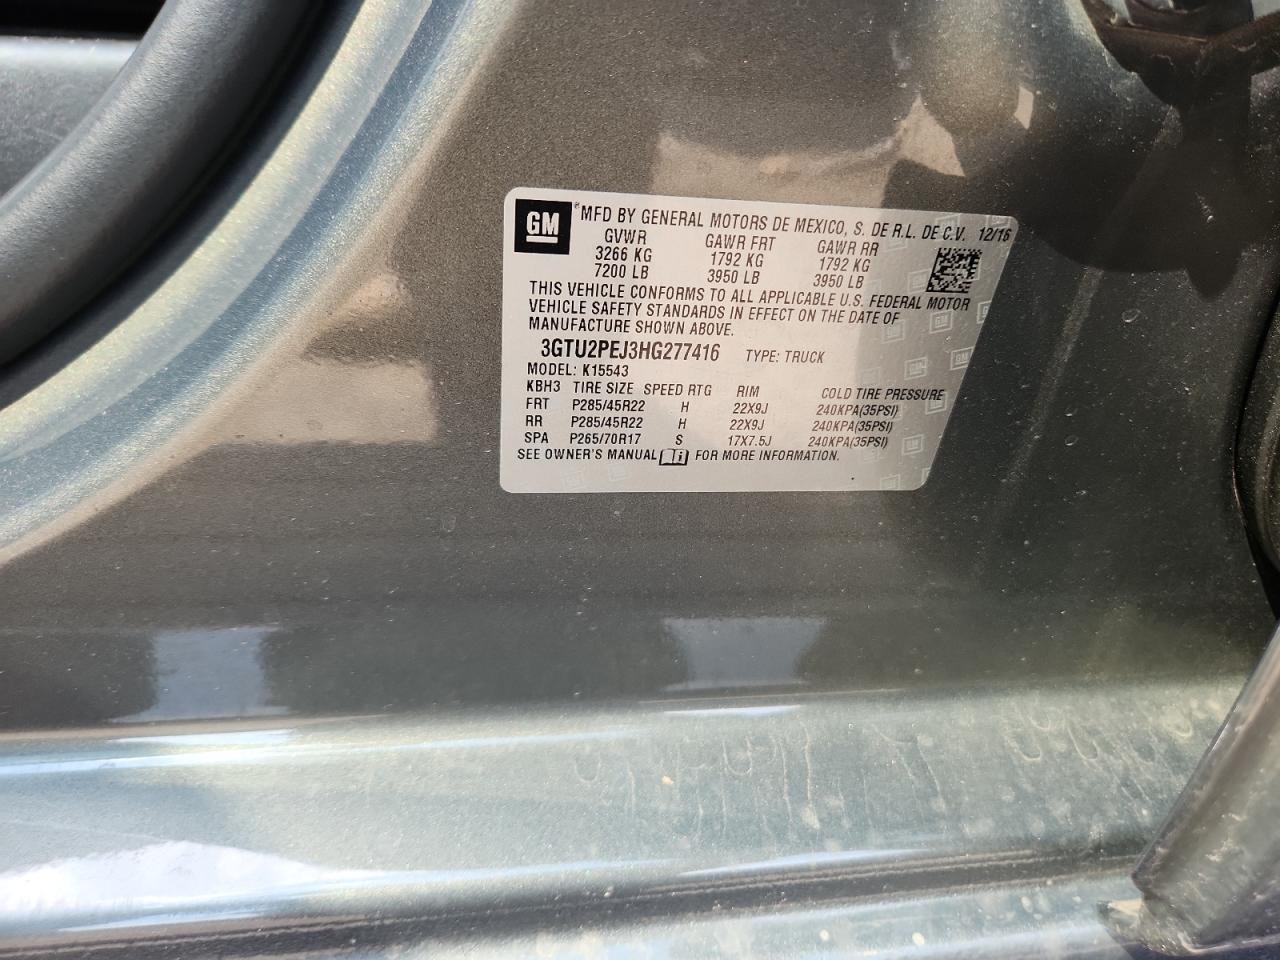 GM MFD BY GENERAL MOTORS DE MEXICO, S. DE R.L. DE C.V. 12/16
GVWR GAWR FRT GAWR RR
3266 KG 1792 KG 1792 KG
7200 LB 3950 LB 3950 LB
THIS VEHICLE CONFORMS TO ALL APPLICABLE U.S. FEDERAL MOTOR
VEHICLE SAFETY STANDARDS IN EFFECT ON THE DATE OF
MANUFACTURE SHOWN ABOVE.
3GTU2PEJ3HG277416 TYPE: TRUCK
MODEL: K15543
KBH3 TIRE SIZE SPEED RTG RIM COLD TIRE PRESSURE
FRT P285/45R22 H 22X9J 240KPA(35PSI)
RR P285/45R22 H 22X9J 240KPA(35PSI)
SPA P265/70R17 S 17X7.5J 240KPA(35PSI)
SEE OWNER'S MANUAL i FOR MORE INFORMATION.